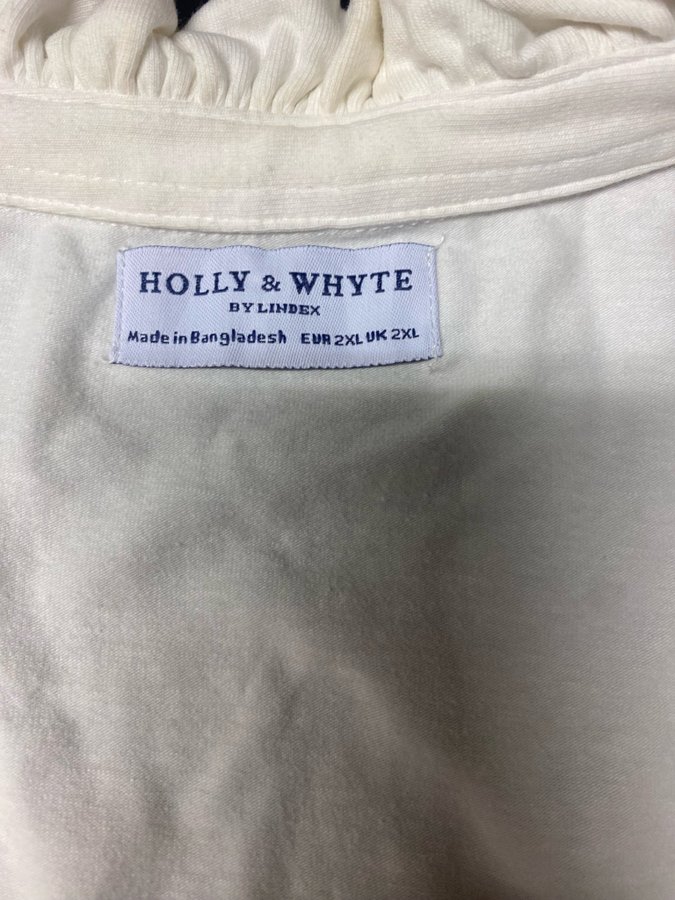 HOLLY & WHYTE
BY LINDEX
Made in Bangladesh EUR 2XL UK 2XL